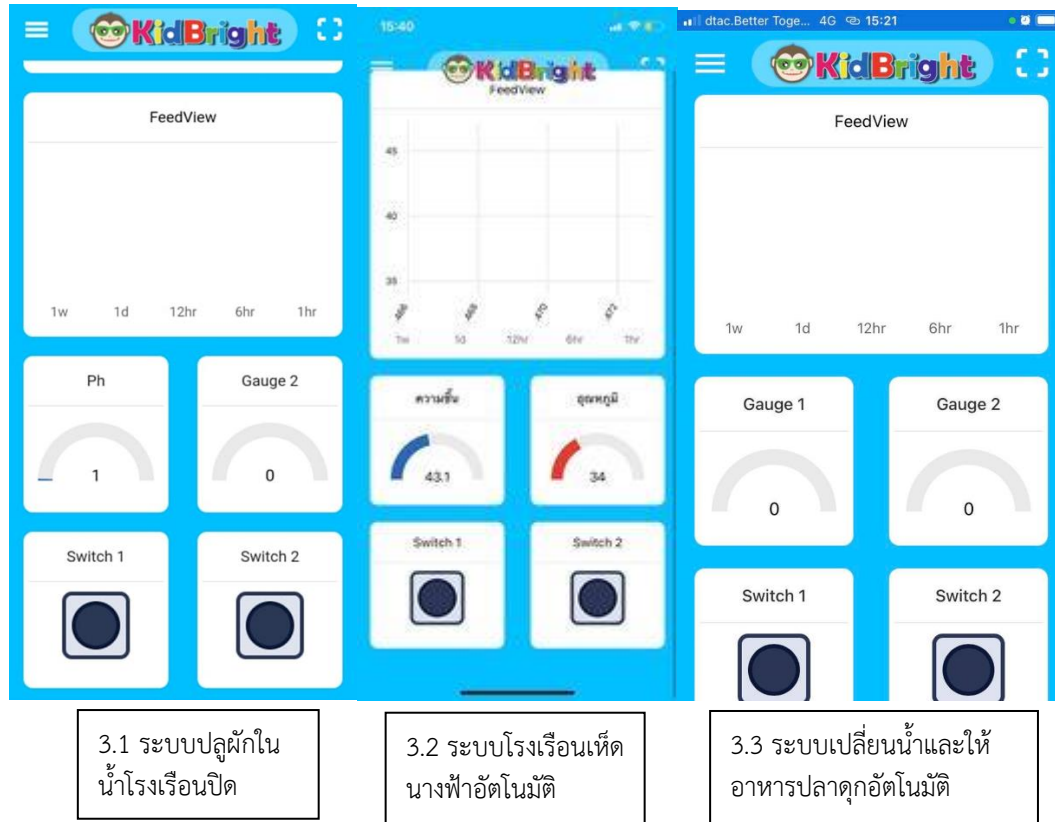 KidBright
FeedView
1w 1d 12hr 6hr 1hr
Ph
1
Gauge 2
0
Switch 1
Switch 2
3.1 ระบบปลูผักใน
น้ำโรงเรือนปิด
15:40
KidBright
FeedView
45
40
35
466 468 470 472
1w 1d 12hr 6hr 1hr
ความชื้น
43.1
อุณหภูมิ
34
Switch 1
Switch 2
3.2 ระบบโรงเรือนเห็ด
นางฟ้าอัตโนมัติ
dtac.Better Toge... 4G 15:21
KidBright
FeedView
1w 1d 12hr 6hr 1hr
Gauge 1
0
Gauge 2
0
Switch 1
Switch 2
3.3 ระบบเปลี่ยนน้ำและให้
อาหารปลาดุกอัตโนมัติ